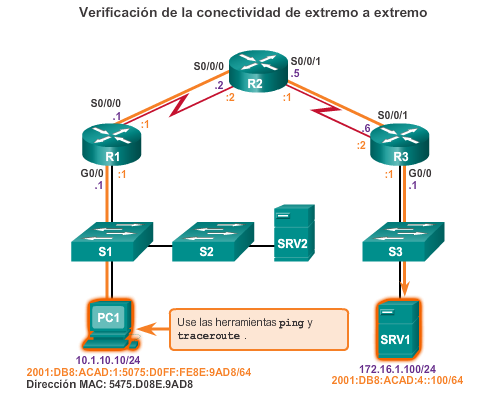 Verificación de la conectividad de extremo a extremo
S0/0/0
.2
:2
R2
S0/0/1
.5
:1
S0/0/0
.1
:1
R1
G0/0
.1
:1
S0/0/1
.6
:2
R3
:1
G0/0
.1
S1
S2
SRV2
S3
PC1
Use las herramientas ping y
traceroute .
SRV1
10.1.10.10/24
2001:DB8:ACAD:1:5075:D0FF:FE8E:9AD8/64
Dirección MAC: 5475.D08E.9AD8
172.16.1.100/24
2001:DB8:ACAD:4::100/64